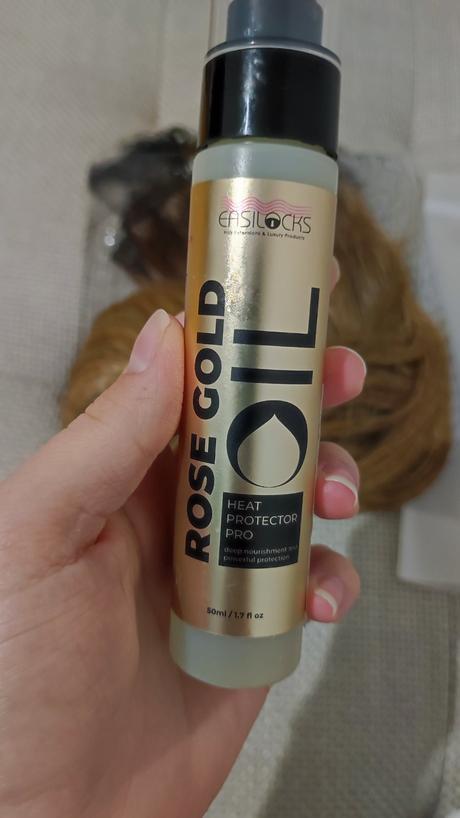 EASILOCKS
Hair Extensions & Luxury Products
ROSE GOLD
OIL
HEAT
PROTECTOR
PRO
deep nourishment
powerful protection
50ml / 1.7 fl oz